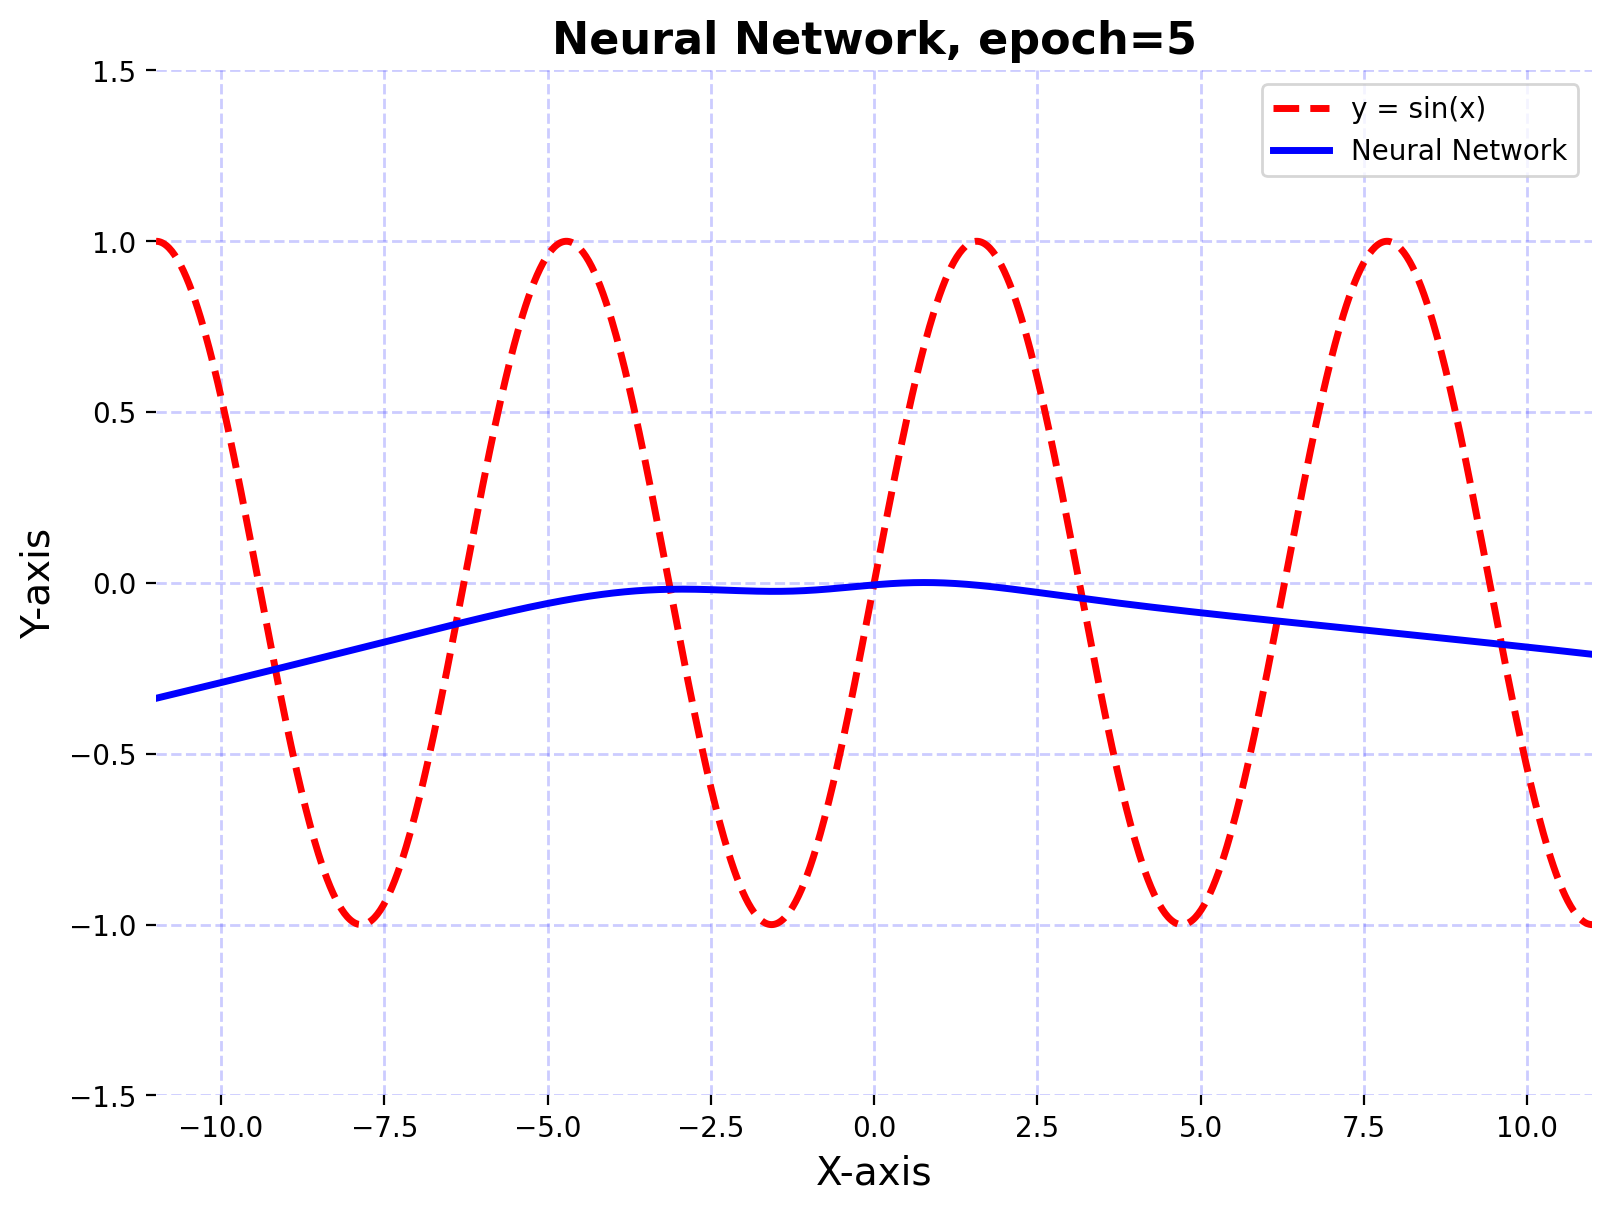 Neural Network, epoch=5
y = sin(x)
Neural Network
Y-axis
1.5
1.0
0.5
0.0
−0.5
−1.0
−1.5
−10.0 −7.5 −5.0 −2.5 0.0 2.5 5.0 7.5 10.0
X-axis